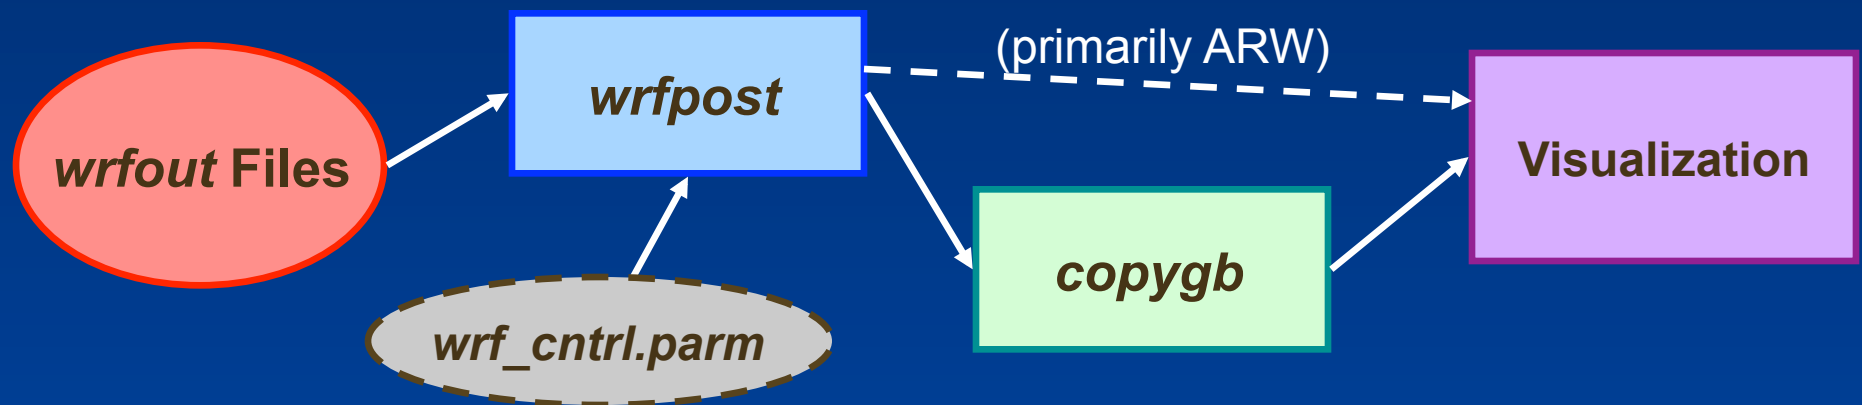 (primarily ARW)
wrfpost
wrfout Files
Visualization
copygb
wrf_cntrl.parm